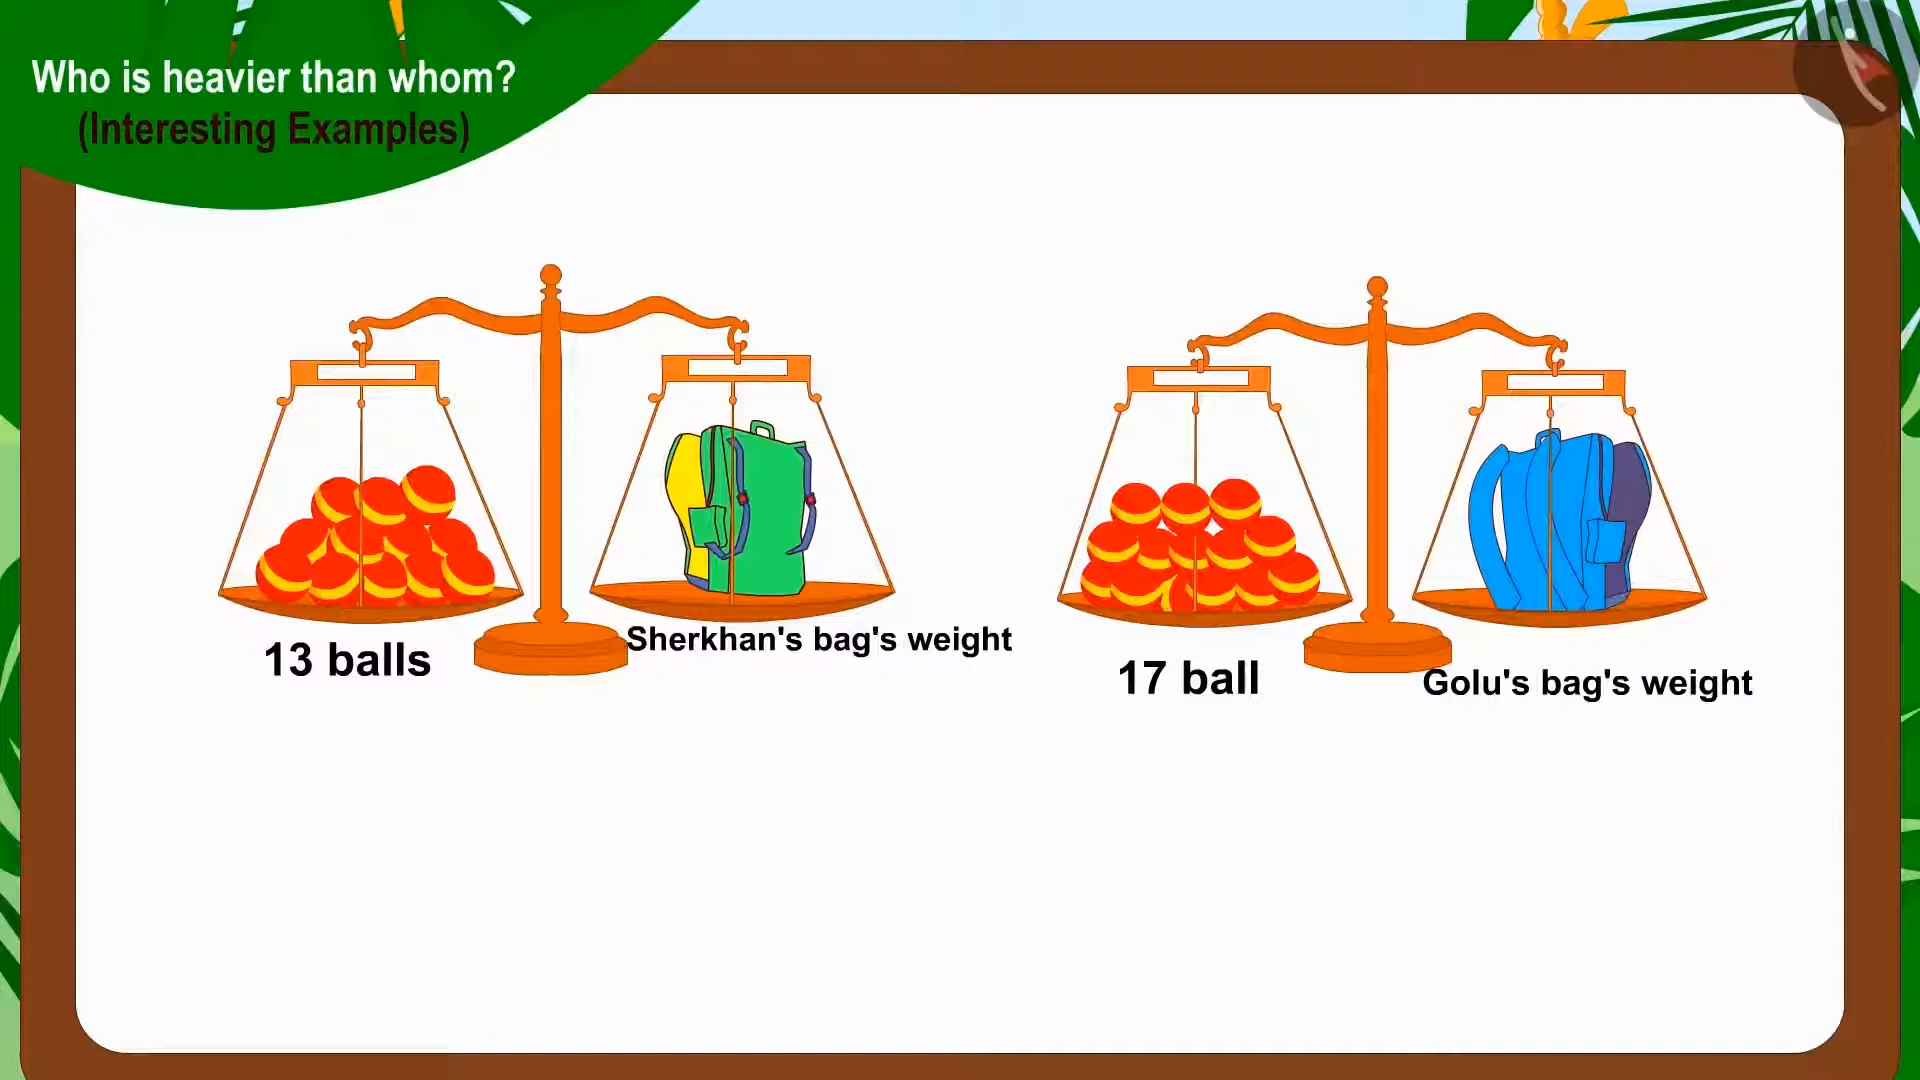 Who is heavier than whom?
(Interesting Examples)
13 balls
Sherkhan's bag's weight
17 ball
Golu's bag's weight